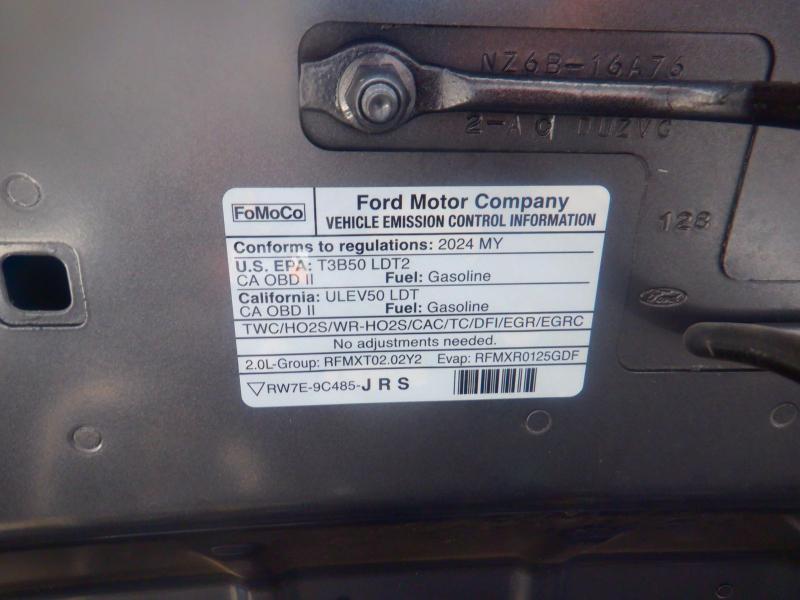 NZ6B-16A76
FoMoCo
Ford Motor Company
VEHICLE EMISSION CONTROL INFORMATION
Conforms to regulations: 2024 MY
U.S. EPA: T3B50 LDT2
CA OBD II Fuel: Gasoline
California: ULEV50 LDT
CA OBD II Fuel: Gasoline
TWC/HO2S/WR-HO2S/CAC/TC/DFI/EGR/EGRC
No adjustments needed.
2.0L-Group: RFMXT02.02Y2 Evap: RFMXR0125GDF
RW7E-9C485-J R S
128
Ford